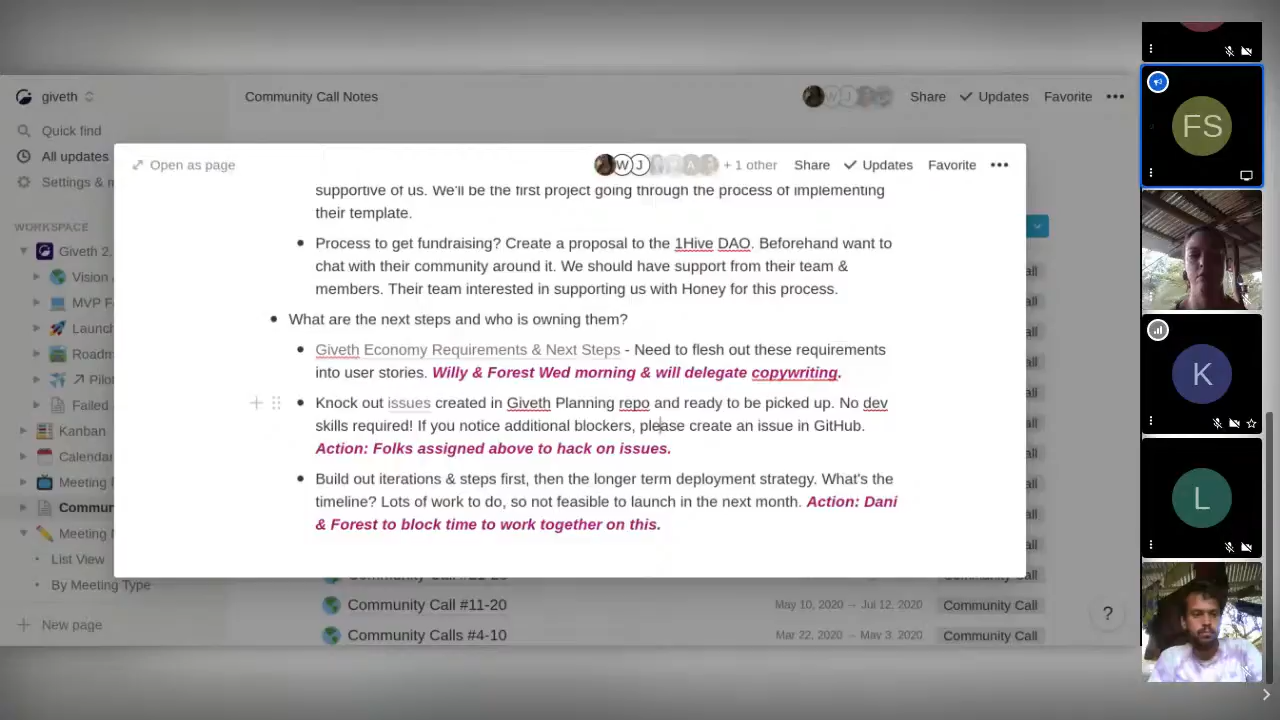 giveth
Community Call Notes
W J
Share
Updates
Favorite
•••
Quick find
All updates
Settings & m
WORKSPACE
Giveth 2.
Vision
MVP F
Launch
Roadm
Pilot
Failed
Kanban
Calendar
Meeting
Commun
Meeting N
List View
By Meeting Type
New page
Open as page
W J A + 1 other
Share
Updates
Favorite
•••
supportive of us. We'll be the first project going through the process of implementing
their template.
Process to get fundraising? Create a proposal to the 1Hive DAO. Beforehand want to
chat with their community around it. We should have support from their team &
members. Their team interested in supporting us with Honey for this process.
What are the next steps and who is owning them?
Giveth Economy Requirements & Next Steps - Need to flesh out these requirements
into user stories. Willy & Forest Wed morning & will delegate copywriting.
Knock out issues created in Giveth Planning repo and ready to be picked up. No dev
skills required! If you notice additional blockers, please create an issue in GitHub.
Action: Folks assigned above to hack on issues.
Build out iterations & steps first, then the longer term deployment strategy. What's the
timeline? Lots of work to do, so not feasible to launch in the next month. Action: Dani
& Forest to block time to work together on this.
Community Call #11-20
May 10, 2020 → Jul 12, 2020
Community Call
Community Calls #4-10
Mar 22, 2020 → May 3, 2020
Community Call
?
FS
K
L